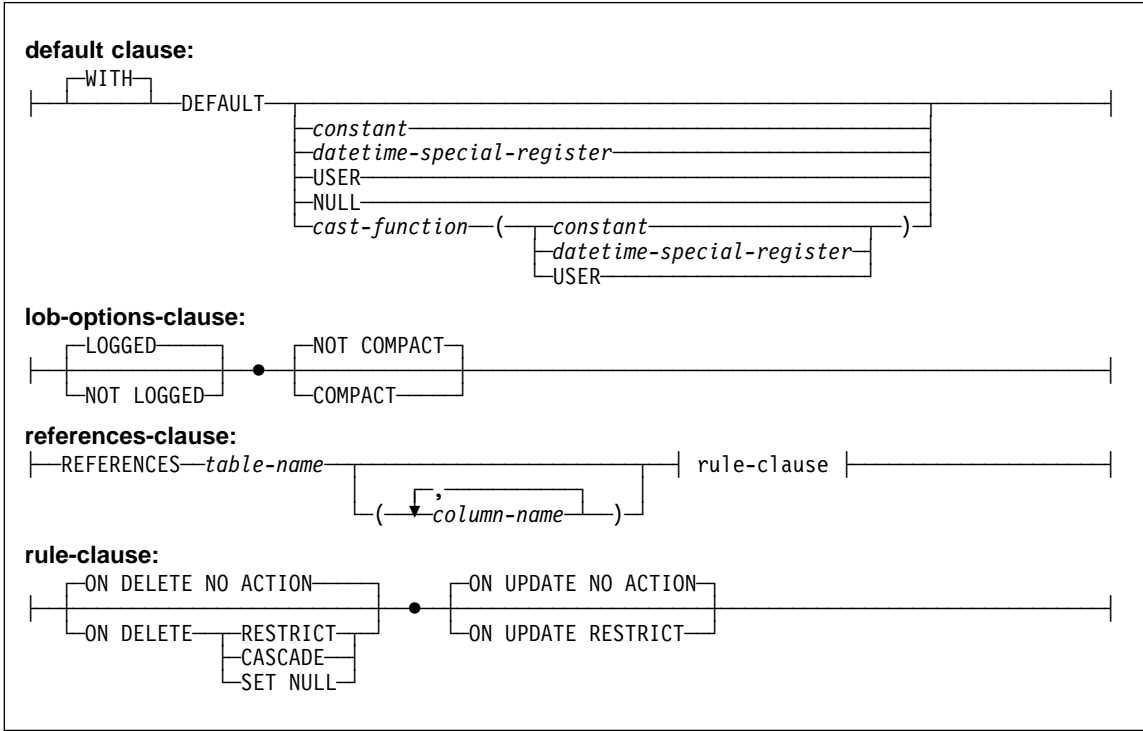 default clause:
WITH
DEFAULT
constant
datetime-special-register
USER
NULL
cast-function ( constant )
datetime-special-register
USER
lob-options-clause:
LOGGED NOT COMPACT
NOT LOGGED COMPACT
references-clause:
REFERENCES table-name rule-clause
,
( column-name )
rule-clause:
ON DELETE NO ACTION ON UPDATE NO ACTION
ON DELETE RESTRICT ON UPDATE RESTRICT
CASCADE
SET NULL